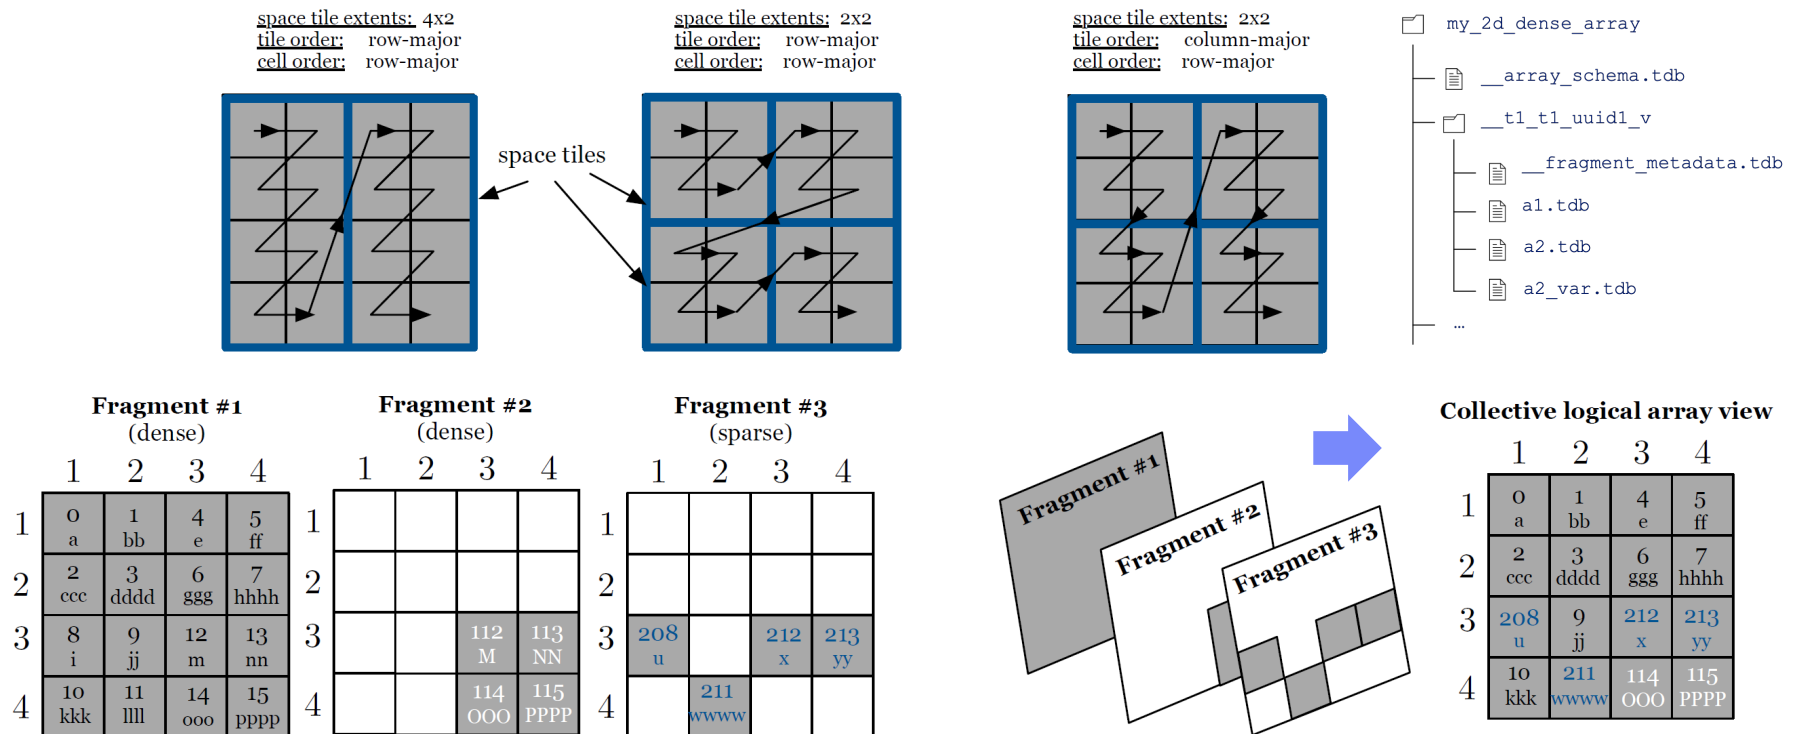 space tile extents: 4x2
tile order: row-major
cell order: row-major
space tile extents: 2x2
tile order: row-major
cell order: row-major
space tile extents: 2x2
tile order: column-major
cell order: row-major
space tiles
my_2d_dense_array
__array_schema.tdb
__t1_t1_uuid1_v
__fragment_metadata.tdb
a1.tdb
a2.tdb
a2_var.tdb
...
Fragment #1
(dense)
1 2 3 4
1 0 1 4 5
a bb e ff
2 2 3 6 7
ccc dddd ggg hhhh
3 8 9 12 13
i jj m nn
4 10 11 14 15
kkk llll ooo pppp
Fragment #2
(dense)
1 2 3 4
1
2
3 112 113
M NN
4 114 115
OOO PPPP
Fragment #3
(sparse)
1 2 3 4
1
2
3 208 212 213
u x yy
4 211
wwww
Fragment #1
Fragment #2
Fragment #3
Collective logical array view
1 2 3 4
1 0 1 4 5
a bb e ff
2 2 3 6 7
ccc dddd ggg hhhh
3 208 9 212 213
u jj x yy
4 10 211 114 115
kkk wwww OOO PPPP